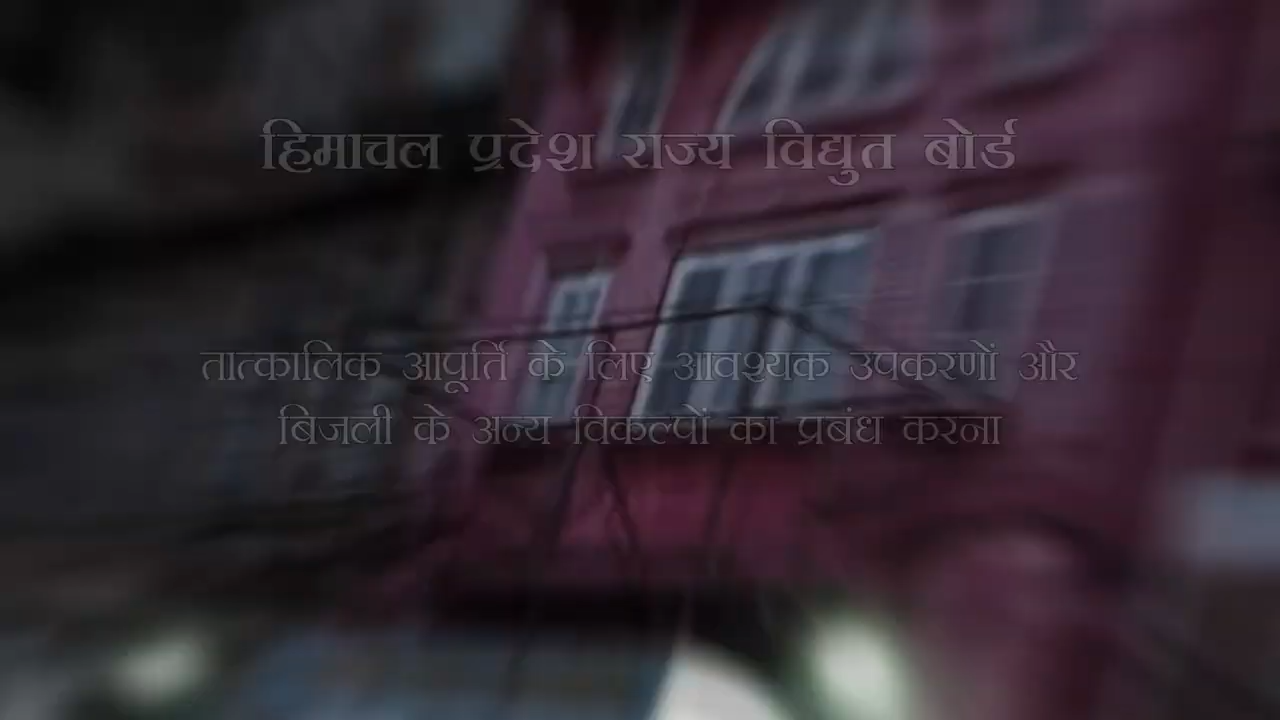 हिमाचल प्रदेश राज्य विद्युत बोर्ड
तात्कालिक आपूर्ति के लिए आवश्यक उपकरणों और
बिजली के अन्य विकल्पों का प्रबंध करना